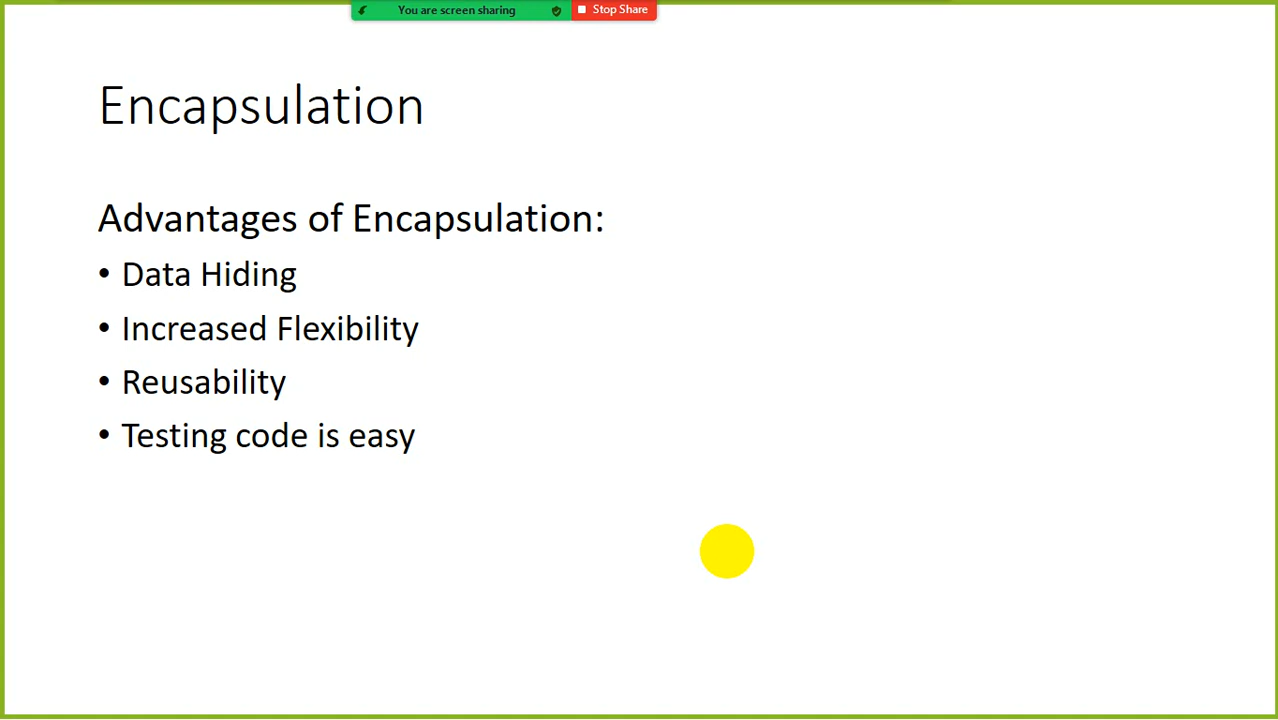 You are screen sharing
Stop Share
Encapsulation
Advantages of Encapsulation:
• Data Hiding
• Increased Flexibility
• Reusability
• Testing code is easy